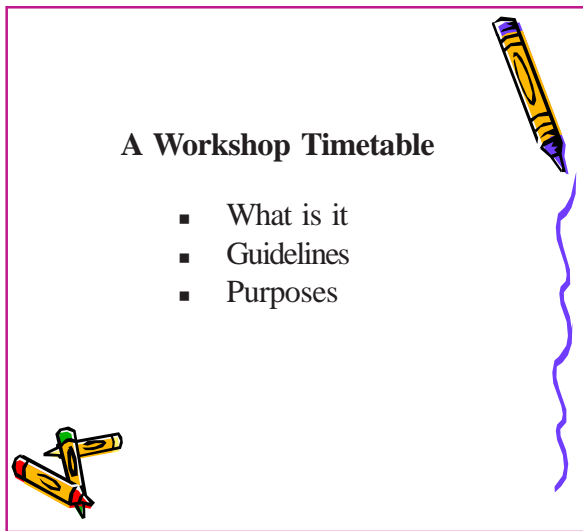 A Workshop Timetable
▪ What is it
▪ Guidelines
▪ Purposes